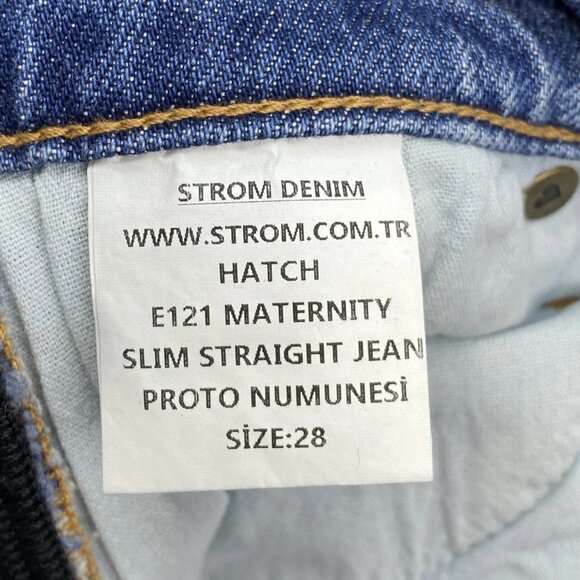 STROM DENIM
WWW.STROM.COM.TR
HATCH
E121 MATERNITY
SLIM STRAIGHT JEAN
PROTO NUMUNESİ
SİZE:28